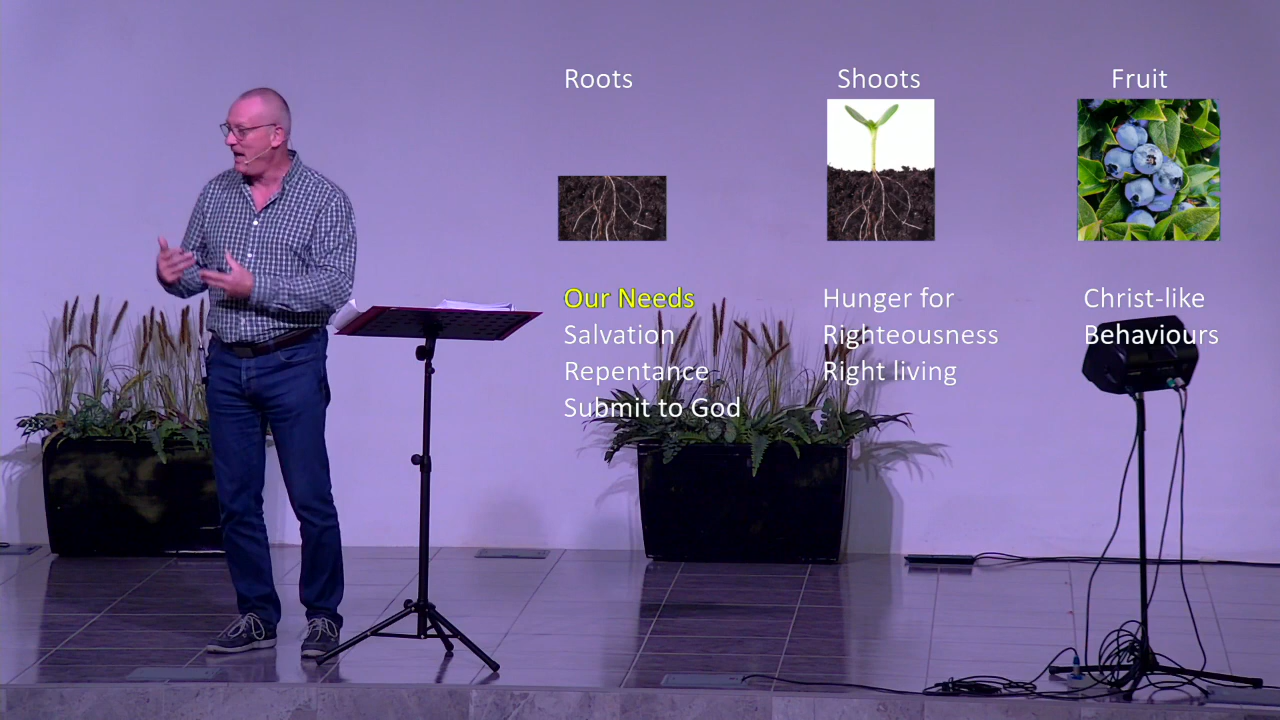 Roots
Shoots
Fruit
Our Needs
Salvation
Repentance
Submit to God
Hunger for
Righteousness
Right living
Christ-like
Behaviours